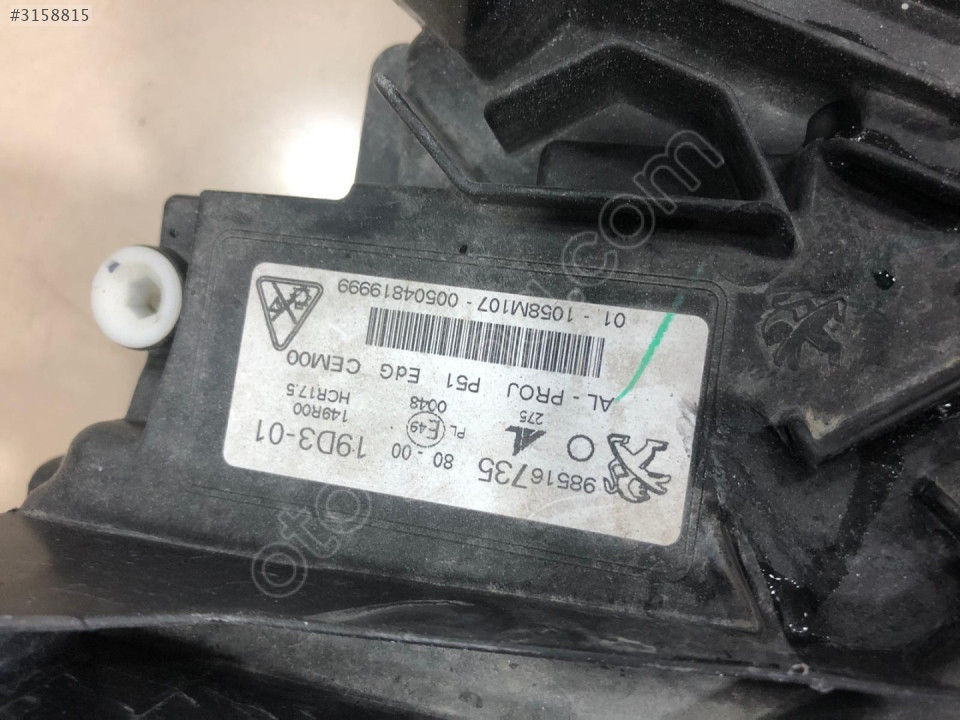 #3158815
98516735 80-00 19D3-01
275 PL E49 0048 149R00
HCR17.5
AL - PROJ P51 EdG CEM00
01 - 1058M107 - 00504819999